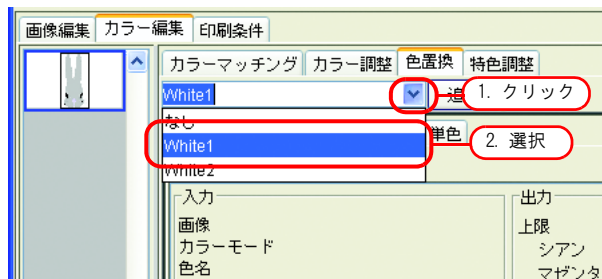 画像編集 カラー編集 印刷条件
カラーマッチング カラー調整 色置換 特色調整
White1 追 1. クリック
なし
単色
White1 2. 選択
White2
入力 出力
画像 上限
カラーモード シアン
色名 マゼンタ